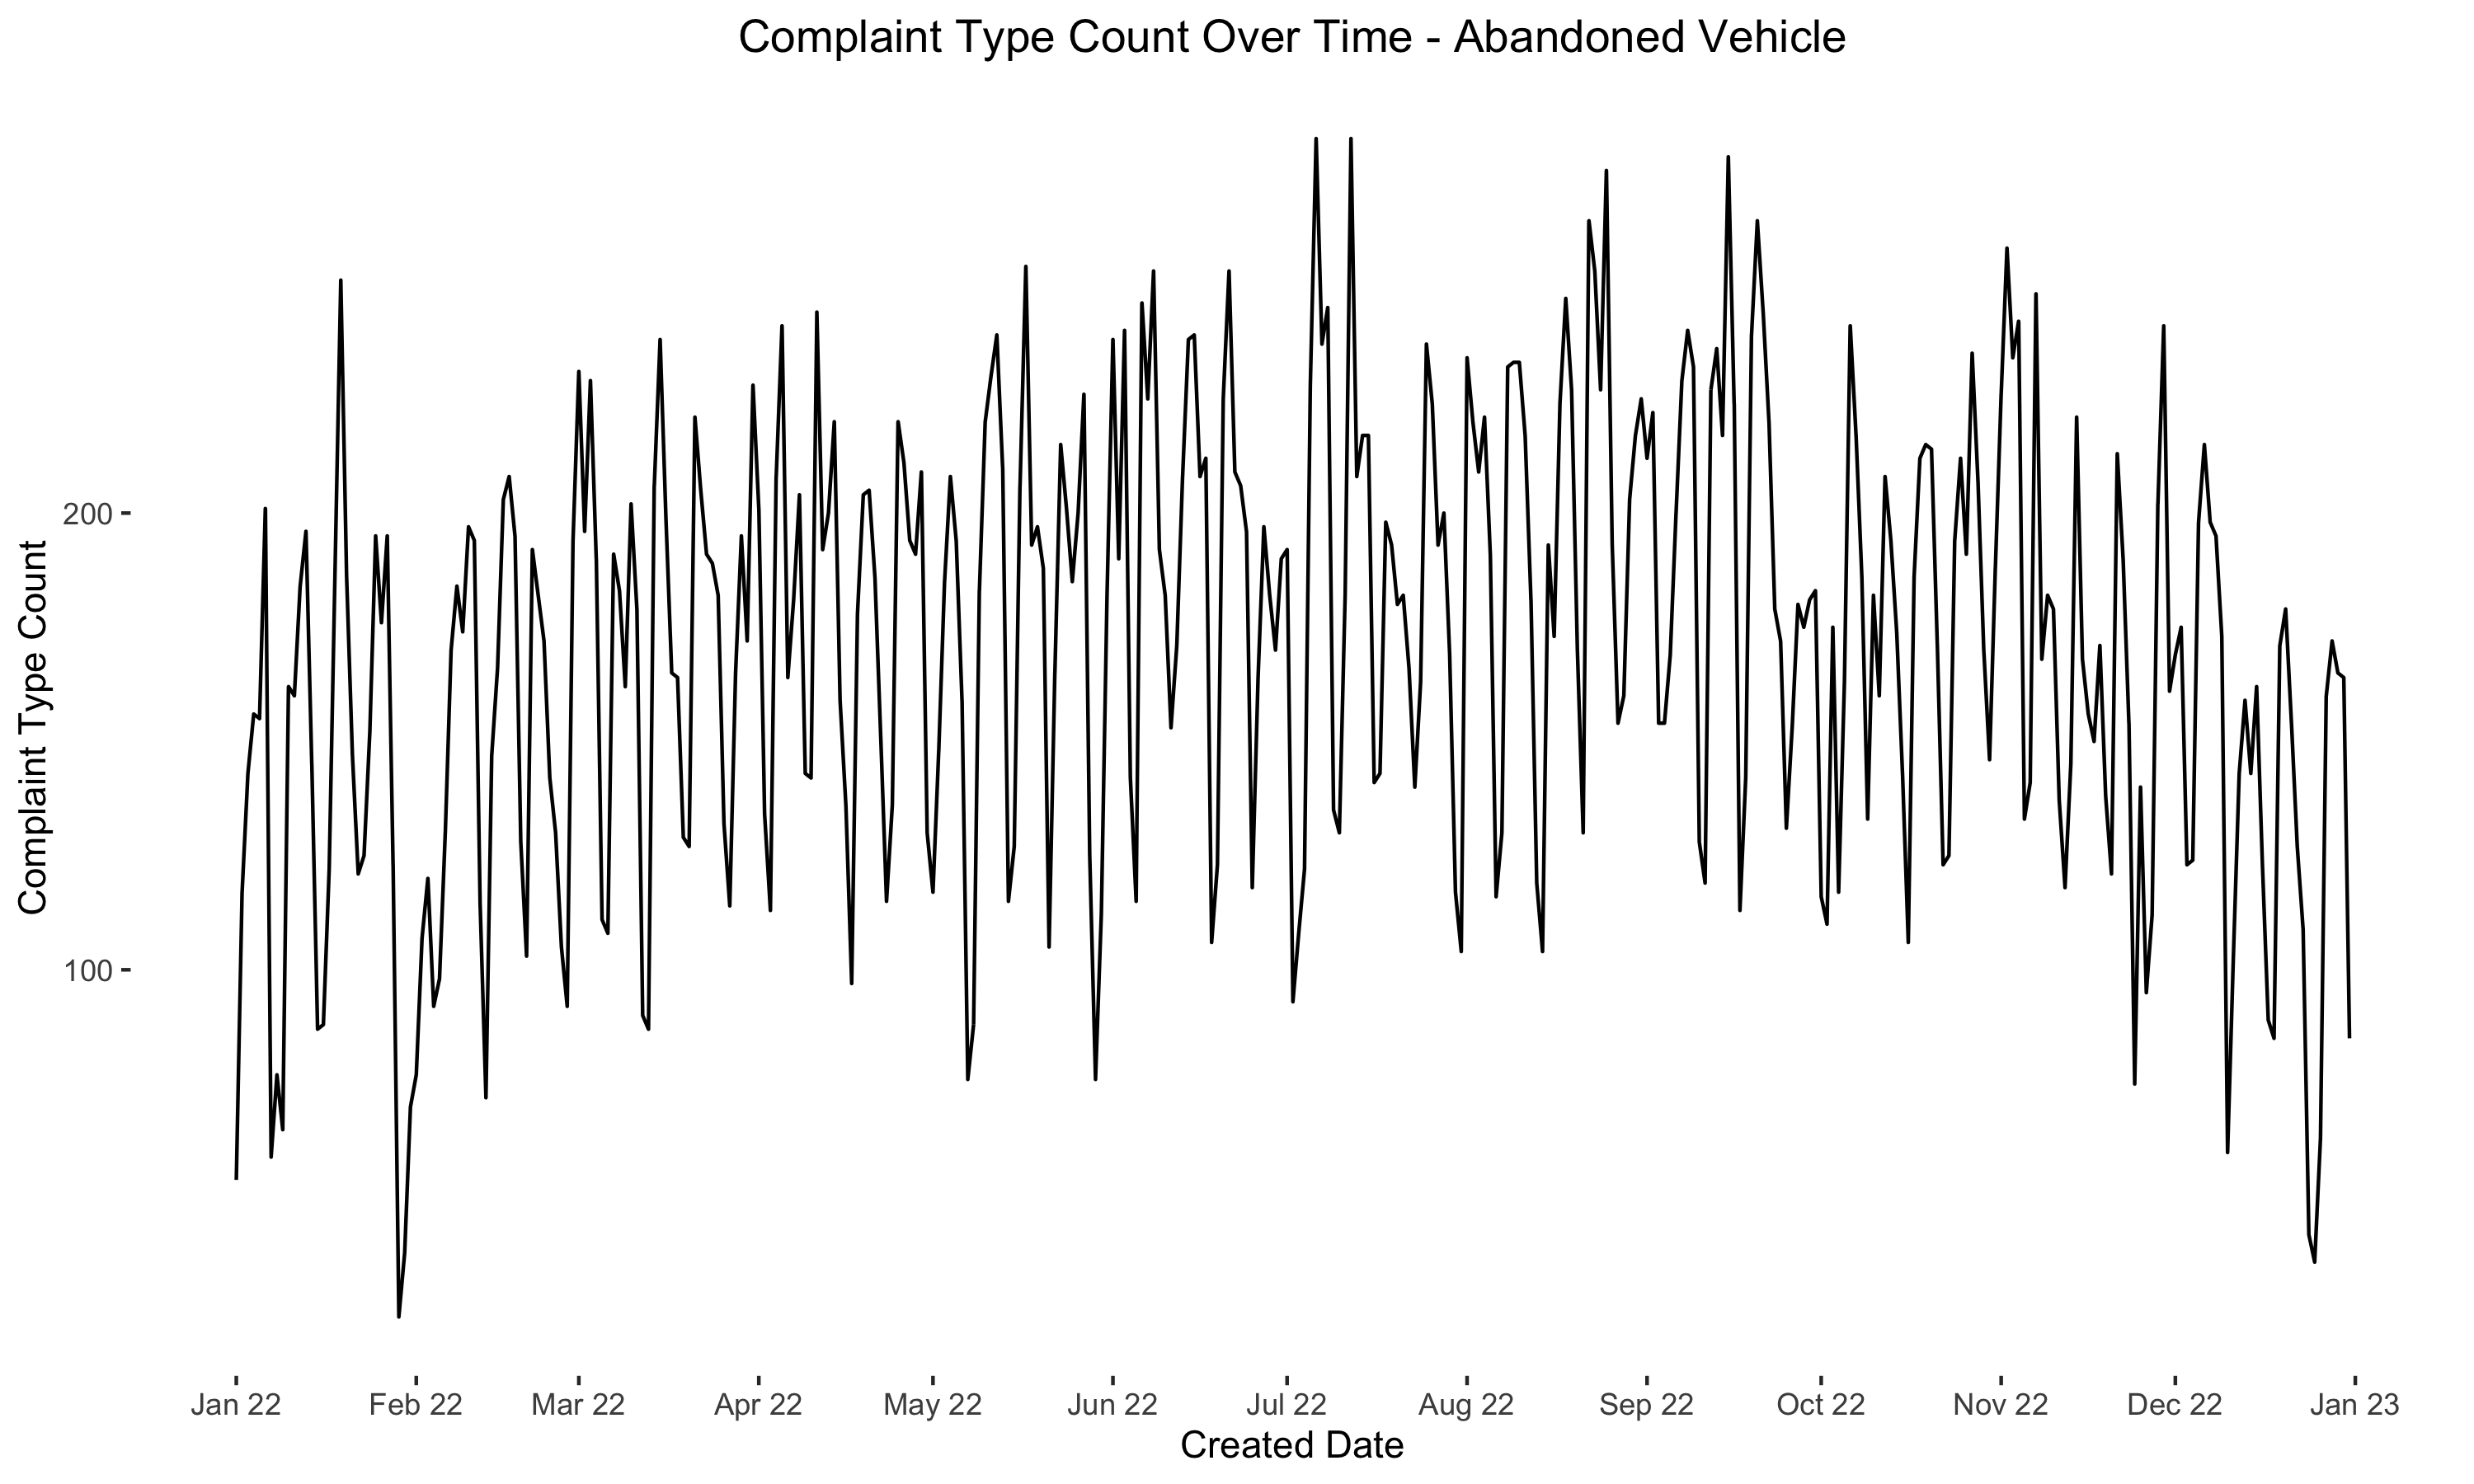 Complaint Type Count Over Time - Abandoned Vehicle
Complaint Type Count
200
100
Jan 22 Feb 22 Mar 22 Apr 22 May 22 Jun 22 Jul 22 Aug 22 Sep 22 Oct 22 Nov 22 Dec 22 Jan 23
Created Date